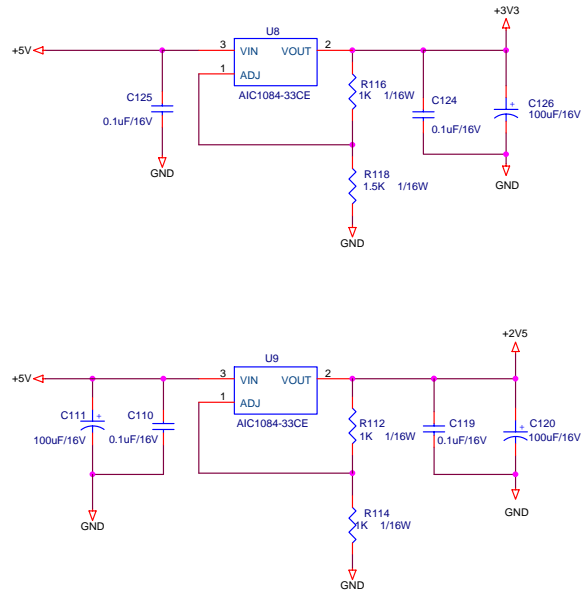 +3V3
U8
+5V
3
VIN
VOUT
2
1
ADJ
AIC1084-33CE
C125
0.1uF/16V
R116
1K 1/16W
C124
0.1uF/16V
C126
100uF/16V
+
GND
R118
1.5K 1/16W
GND
GND
+2V5
U9
+5V
3
VIN
VOUT
2
1
ADJ
AIC1084-33CE
C111
+
100uF/16V
C110
0.1uF/16V
R112
1K 1/16W
C119
0.1uF/16V
C120
+
100uF/16V
GND
R114
1K 1/16W
GND
GND